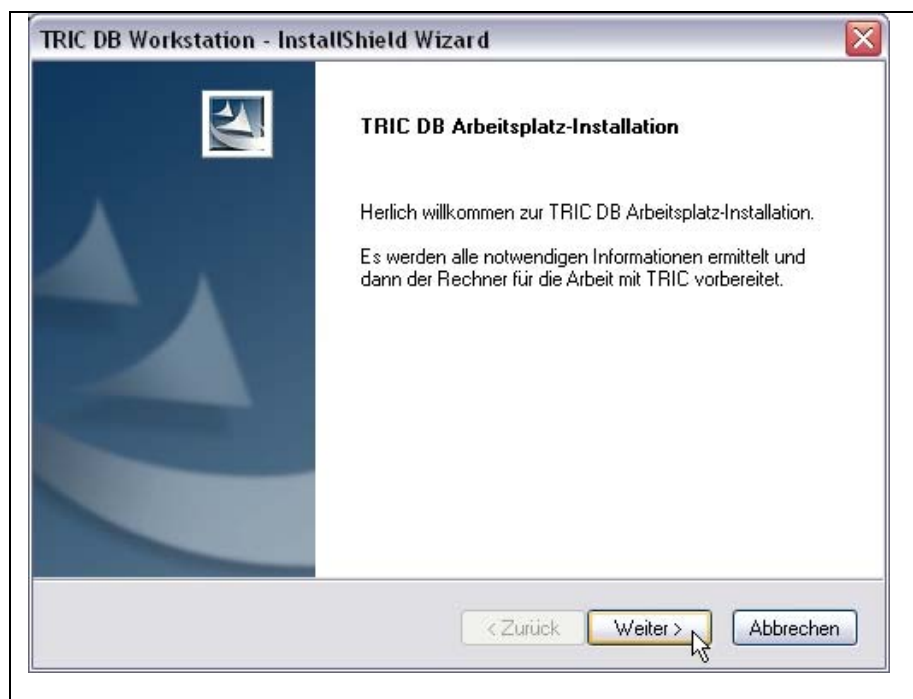 TRIC DB Workstation - InstallShield Wizard
TRIC DB Arbeitsplatz-Installation
Herlich willkommen zur TRIC DB Arbeitsplatz-Installation.
Es werden alle notwendigen Informationen ermittelt und
dann der Rechner für die Arbeit mit TRIC vorbereitet.
< Zurück Weiter > Abbrechen